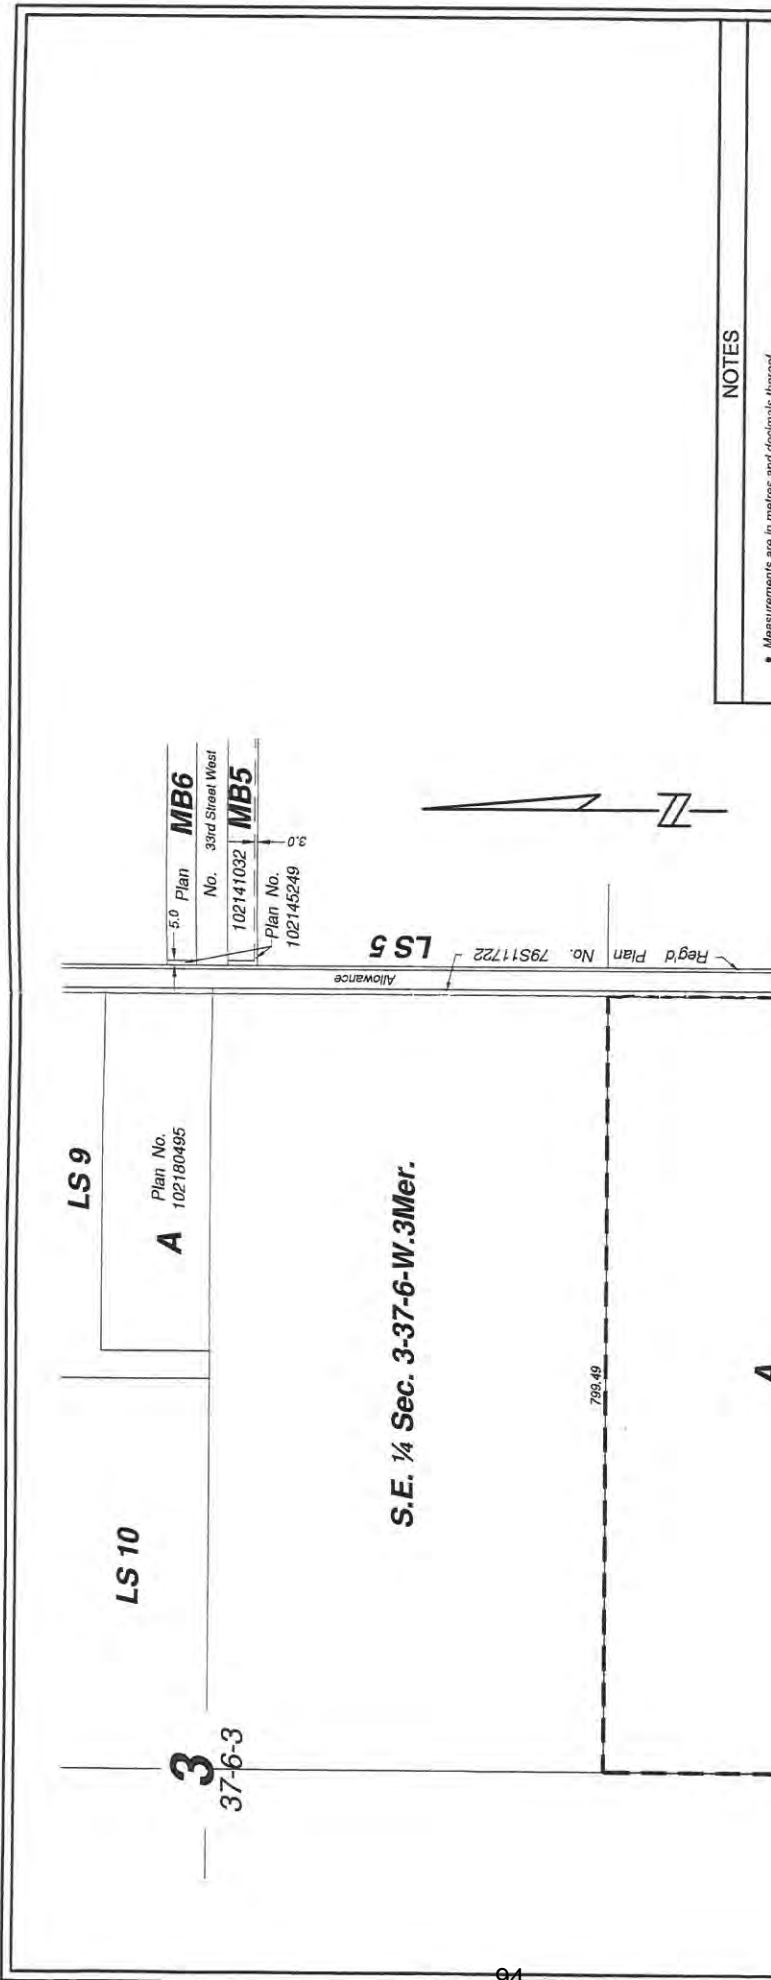 LS 10
LS 9
3
37-6-3
A
Plan No.
102180495
5.0
Plan
MB6
No.
33rd Street West
102141032
MB5
3.0
Plan No.
102145249
Allowance
LS 5
Reg'd Plan No. 79S11722
S.E. ¼ Sec. 3-37-6-W.3Mer.
799.49
A
N
NOTES
• Measurements are in metres and decimals thereof